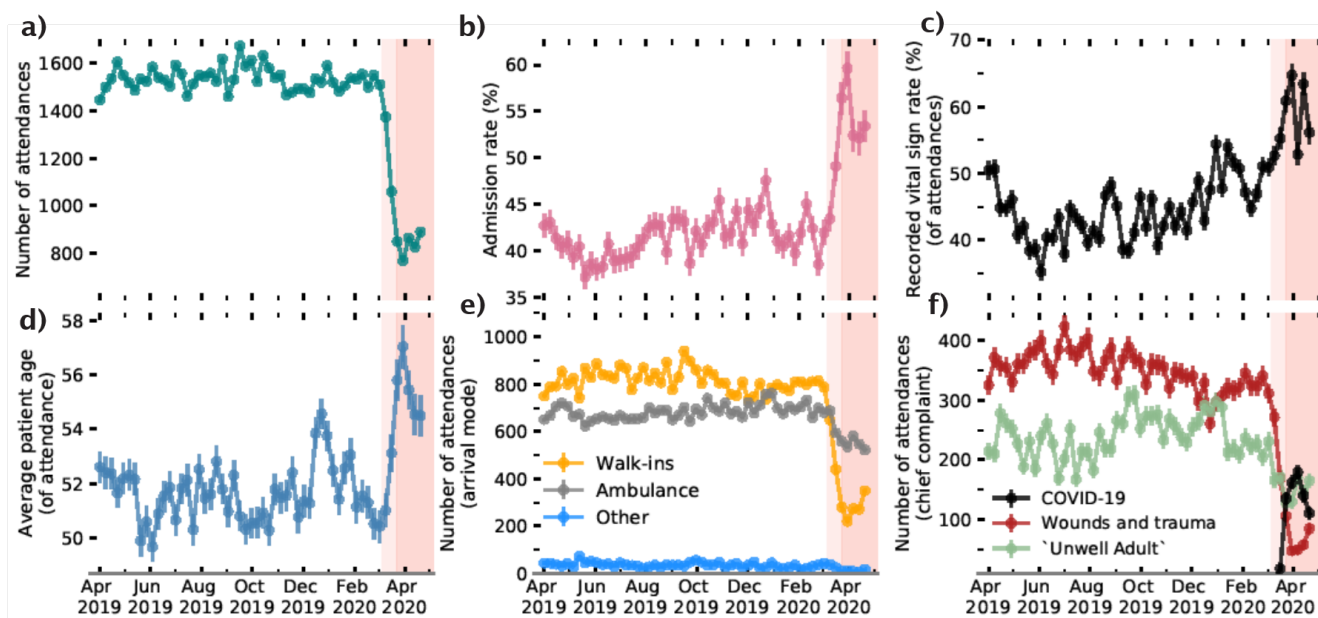 a)
Number of attendances
1600
1400
1200
1000
800
b)
Admission rate (%)
60
55
50
45
40
35
c)
Recorded vital sign rate (%)
(of attendances)
70
60
50
40
d)
Average patient age
(of attendance)
58
56
54
52
50
Apr
2019
Jun
2019
Aug
2019
Oct
2019
Dec
2019
Feb
2020
Apr
2020
e)
Number of attendances
(arrival mode)
1000
800
600
400
200
0
Walk-ins
Ambulance
Other
Apr
2019
Jun
2019
Aug
2019
Oct
2019
Dec
2019
Feb
2020
Apr
2020
f)
Number of attendances
(chief complaint)
400
300
200
100
COVID-19
Wounds and trauma
`Unwell Adult`
Apr
2019
Jun
2019
Aug
2019
Oct
2019
Dec
2019
Feb
2020
Apr
2020